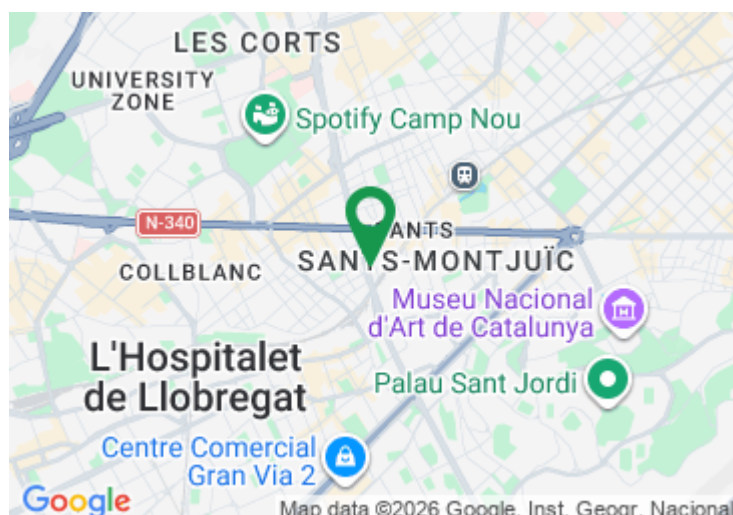 LES CORTS
UNIVERSITY
ZONE
Spotify Camp Nou
N-340
SANTS-MONTJUÏC
COLLBLANC
Museu Nacional
d'Art de Catalunya
L'Hospitalet
de Llobregat
Palau Sant Jordi
Centre Comercial
Gran Via 2
Google
Map data ©2026 Google, Inst. Geogr. Nacional